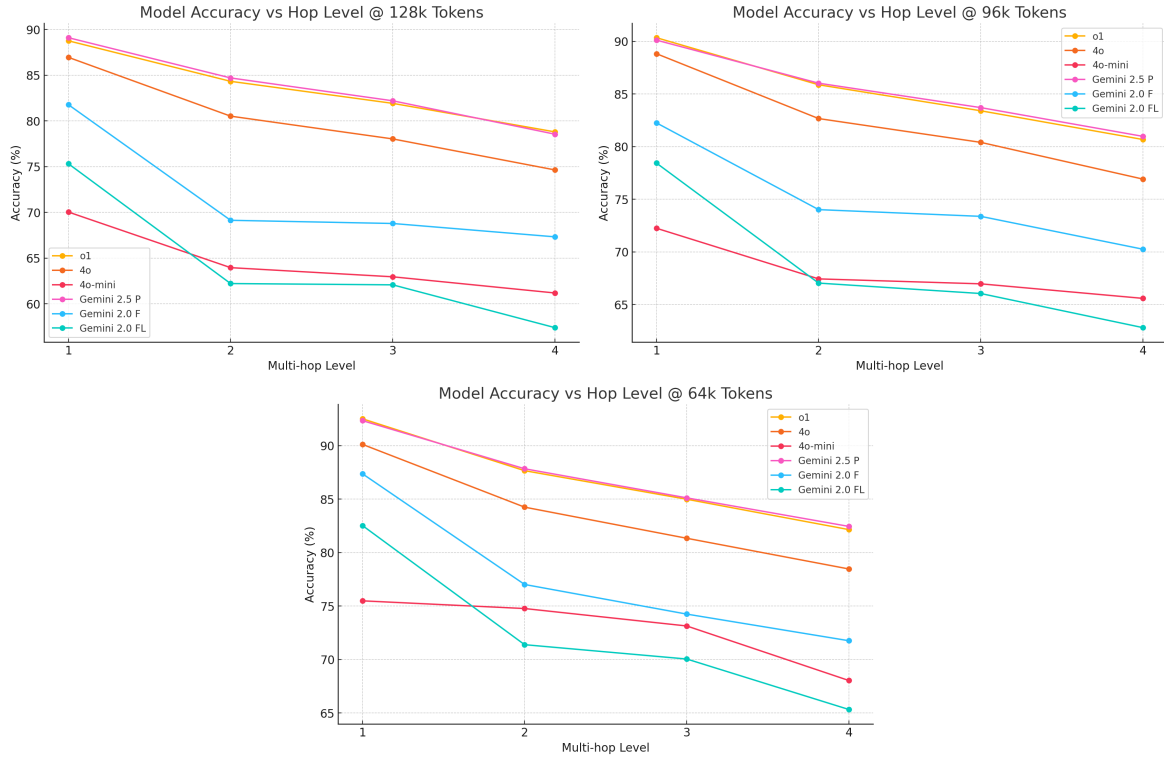 Model Accuracy vs Hop Level @ 128k Tokens
90
85
80
75
70
65
60
Accuracy (%)
o1
4o
4o-mini
Gemini 2.5 P
Gemini 2.0 F
Gemini 2.0 FL
1 2 3 4
Multi-hop Level
Model Accuracy vs Hop Level @ 96k Tokens
90
85
80
75
70
65
Accuracy (%)
o1
4o
4o-mini
Gemini 2.5 P
Gemini 2.0 F
Gemini 2.0 FL
1 2 3 4
Multi-hop Level
Model Accuracy vs Hop Level @ 64k Tokens
90
85
80
75
70
65
Accuracy (%)
o1
4o
4o-mini
Gemini 2.5 P
Gemini 2.0 F
Gemini 2.0 FL
1 2 3 4
Multi-hop Level